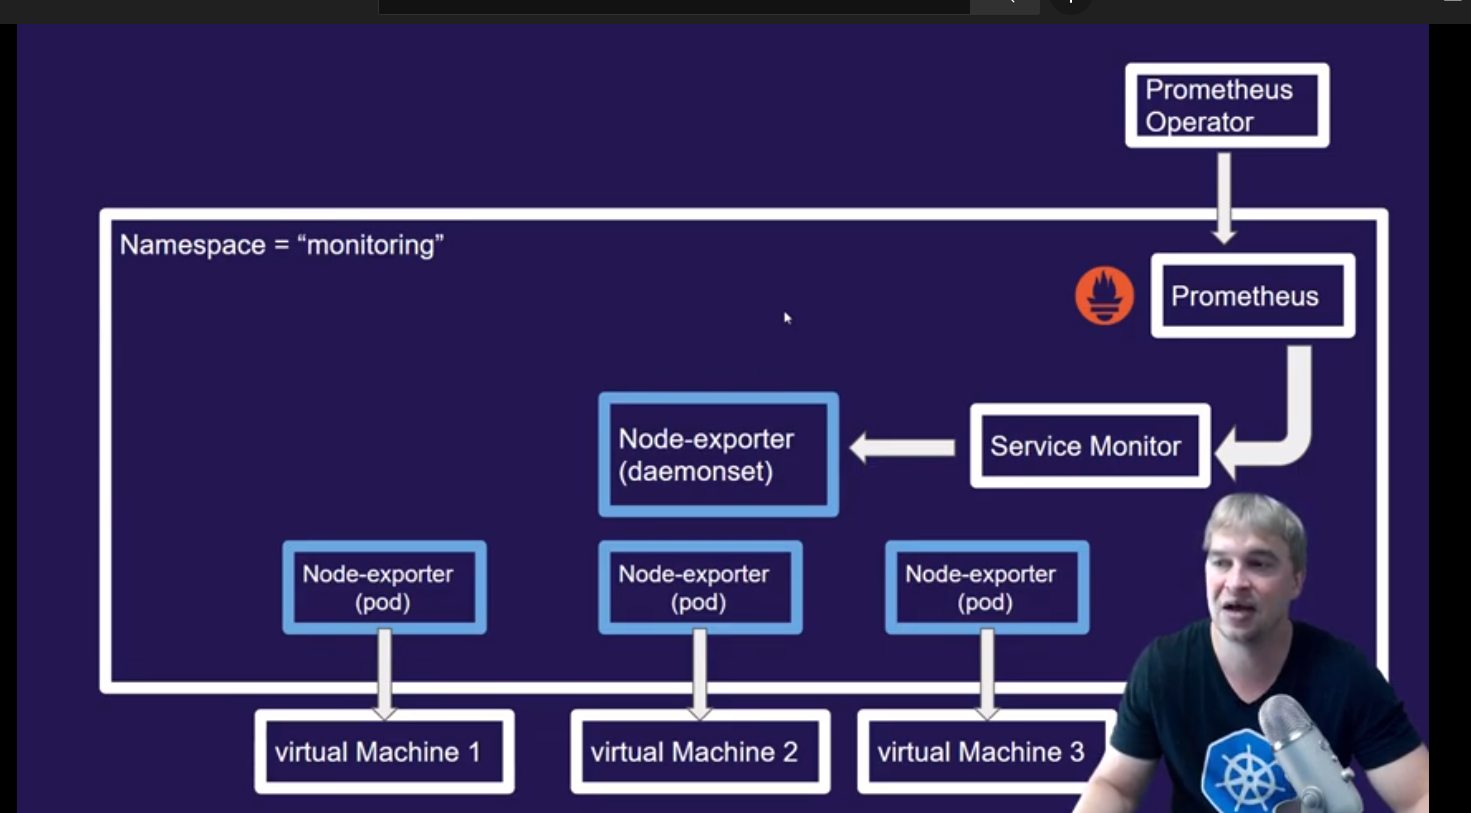 Prometheus
Operator
Namespace = “monitoring”
Prometheus
Node-exporter
(daemonset)
Service Monitor
Node-exporter
(pod)
Node-exporter
(pod)
Node-exporter
(pod)
virtual Machine 1
virtual Machine 2
virtual Machine 3